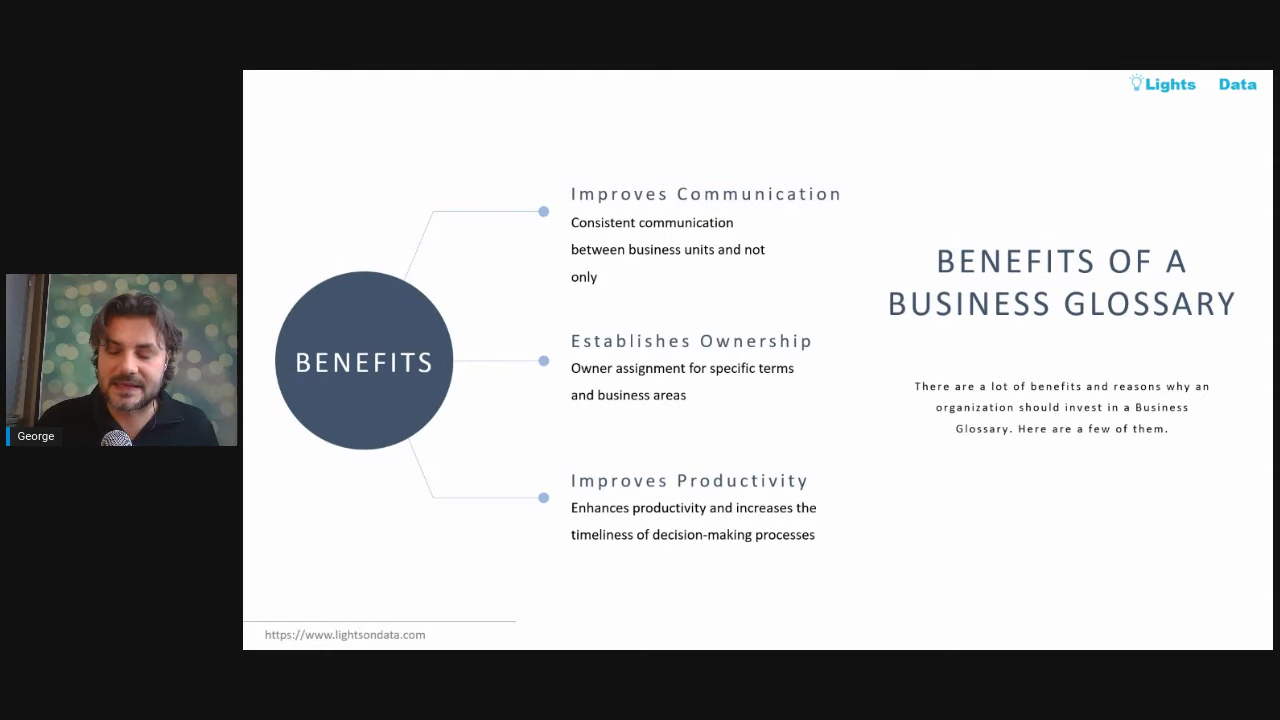 Lights Data
Improves Communication
Consistent communication
between business units and not
only
BENEFITS OF A
BUSINESS GLOSSARY
Establishes Ownership
BENEFITS
Owner assignment for specific terms
and business areas
There are a lot of benefits and reasons why an
organization should invest in a Business
Glossary. Here are a few of them.
George
Improves Productivity
Enhances productivity and increases the
timeliness of decision-making processes
https://www.lightsondata.com